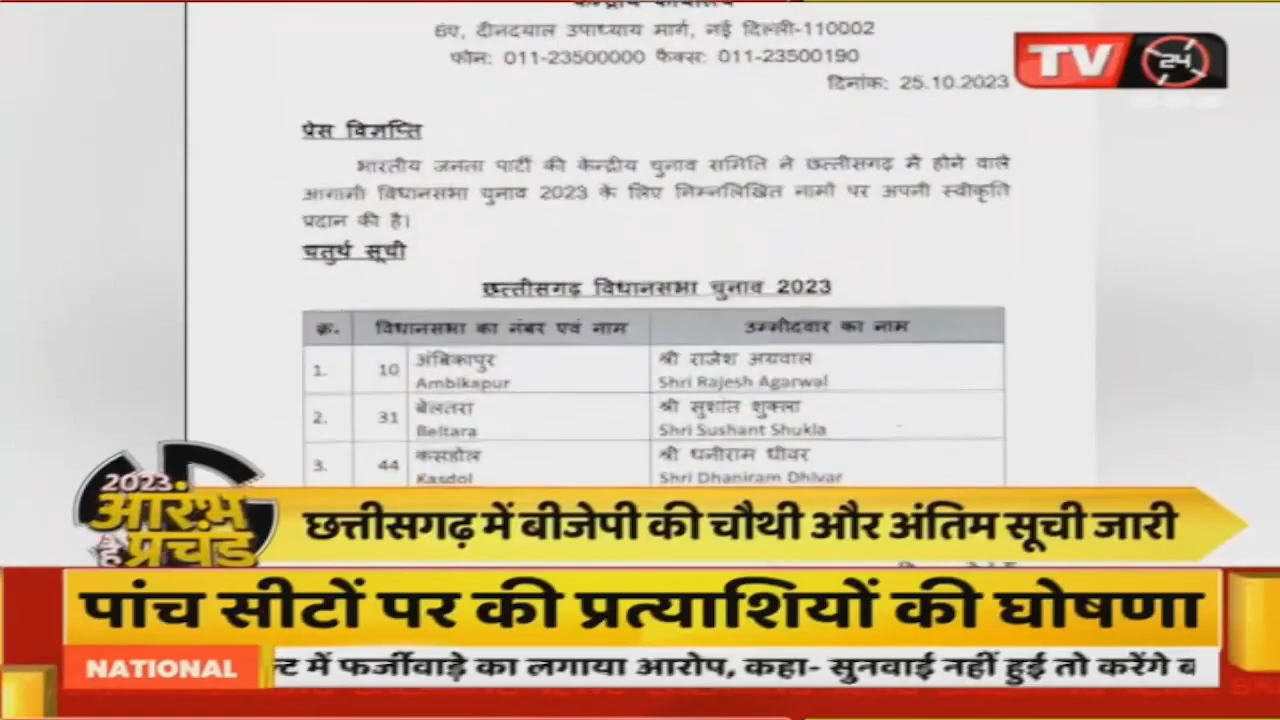 6ए, दीनदयाल उपाध्याय मार्ग, नई दिल्ली-110002
फोन: 011-23500000 फैक्स: 011-23500190
दिनांक: 25.10.2023
TV 24
प्रेस विज्ञप्ति
भारतीय जनता पार्टी की केन्द्रीय चुनाव समिति ने छत्तीसगढ़ में होने वाले
आगामी विधानसभा चुनाव 2023 के लिए निम्नलिखित नामों पर अपनी स्वीकृति
प्रदान की है।
चतुर्थ सूची
छत्तीसगढ़ विधानसभा चुनाव 2023
क्र. विधानसभा का नंबर एवं नाम उम्मीदवार का नाम
1. 10 अंबिकापुर श्री राजेश अग्रवाल
Ambikapur Shri Rajesh Agarwal
2. 31 बेलतरा श्री सुशांत शुक्ला
Beltara Shri Sushant Shukla
3. 44 कसडोल श्री धनीराम धीवर
Kasdol Shri Dhaniram Dhivar
2023
आरंभ
है प्रचंड
छत्तीसगढ़ में बीजेपी की चौथी और अंतिम सूची जारी
पांच सीटों पर की प्रत्याशियों की घोषणा
NATIONAL
में फर्जीवाड़े का लगाया आरोप, कहा- सुनवाई नहीं हुई तो करेंगे